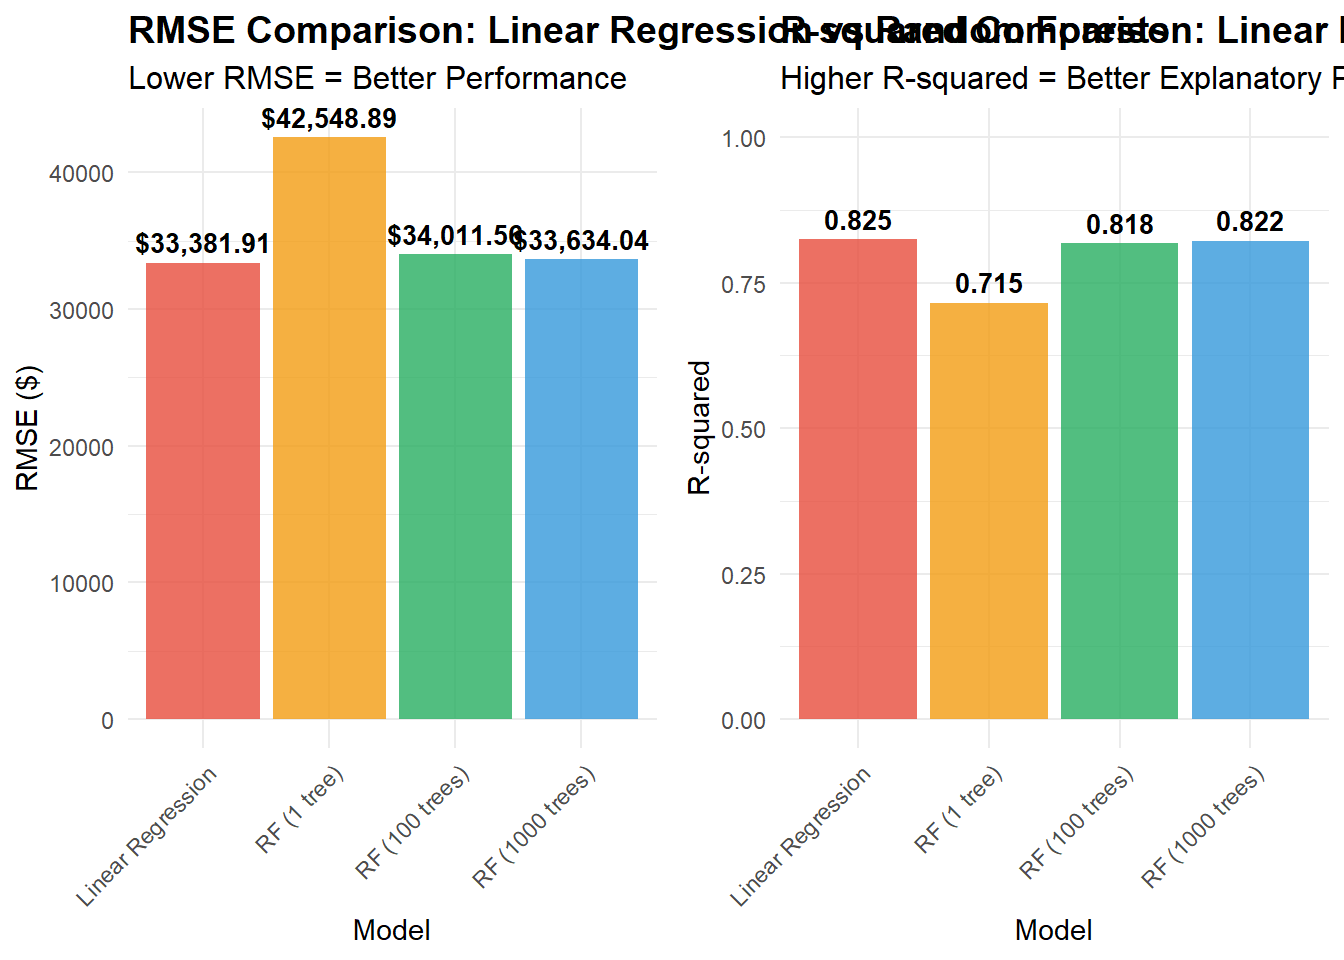 RMSE Comparison: Linear Regression vs Random Forest
Lower RMSE = Better Performance
$33,381.91
$42,548.89
$34,011.56
$33,634.04
40000
30000
20000
10000
0
RMSE ($)
Linear Regression
RF (1 tree)
RF (100 trees)
RF (1000 trees)
Model
R-squared Comparison: Linear
Higher R-squared = Better Explanatory
0.825
0.715
0.818
0.822
1.00
0.75
0.50
0.25
0.00
R-squared
Linear Regression
RF (1 tree)
RF (100 trees)
RF (1000 trees)
Model